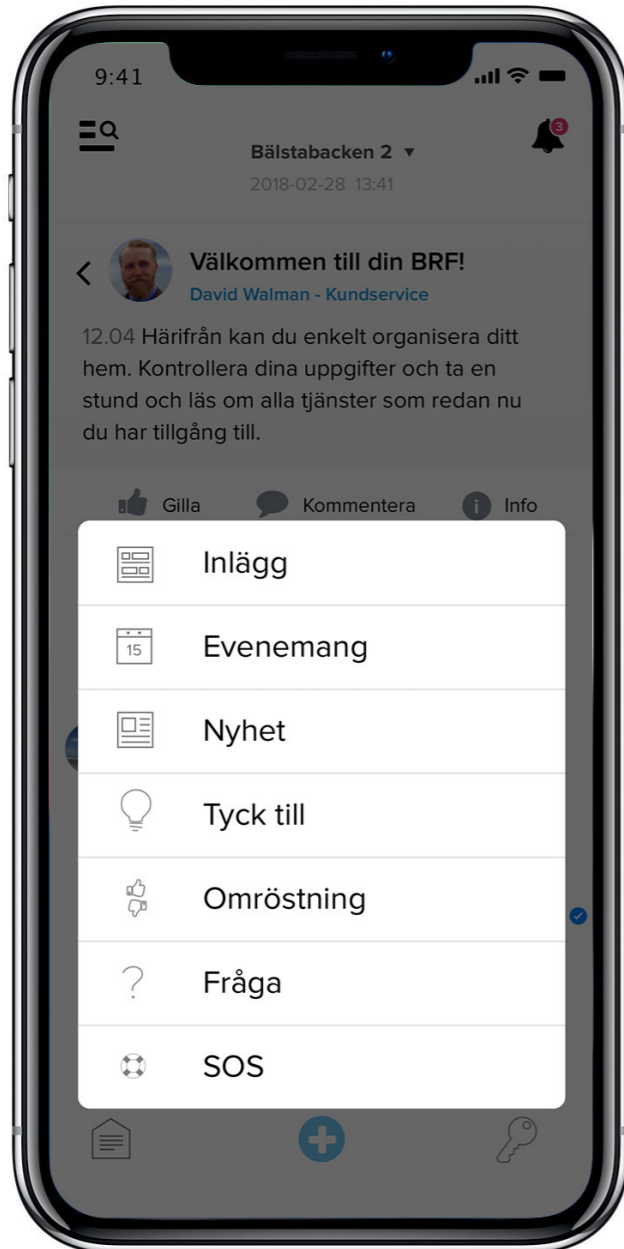 9:41
3
Bälstabacken 2
2018-02-28 13:41
Välkommen till din BRF!
David Walman - Kundservice
12.04 Härifrån kan du enkelt organisera ditt
hem. Kontrollera dina uppgifter och ta en
stund och läs om alla tjänster som redan nu
du har tillgång till.
Gilla Kommentera Info
Inlägg
15 Evenemang
Nyhet
Tyck till
Omröstning
Fråga
SOS